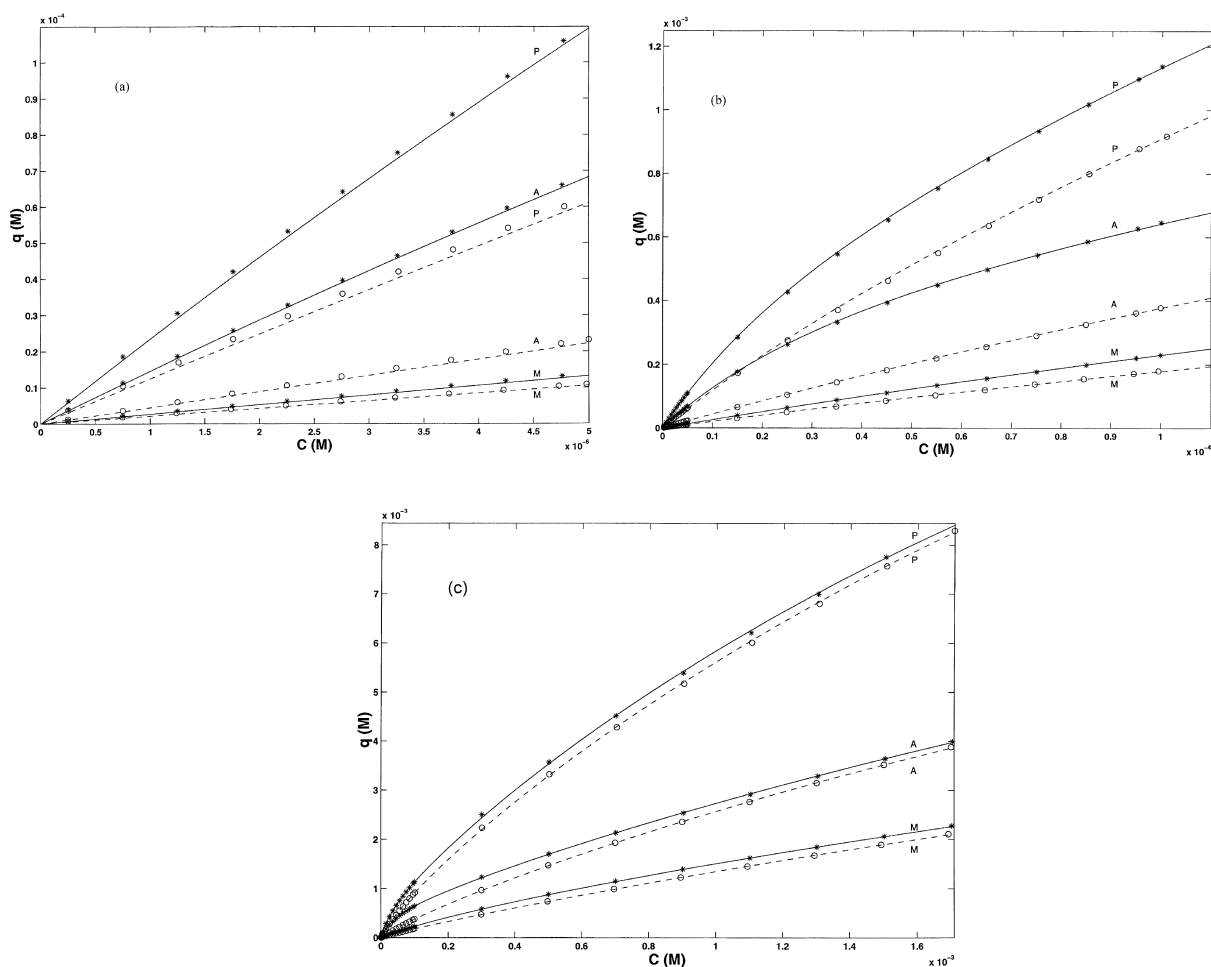 x 10⁻⁴
1
0.9
0.8
0.7
0.6
0.5
0.4
0.3
0.2
0.1
0
q (M)
(a)
P
A
P
A
M
M
0 0.5 1 1.5 2 2.5 3 3.5 4 4.5 5
C (M)
x 10⁻⁶
x 10⁻³
1.2
1
0.8
0.6
0.4
0.2
0
q (M)
(b)
P
P
A
A
M
M
0 0.1 0.2 0.3 0.4 0.5 0.6 0.7 0.8 0.9 1
C (M)
x 10⁻⁴
x 10⁻³
8
7
6
5
4
3
2
1
0
q (M)
(c)
P
P
A
A
M
M
0 0.2 0.4 0.6 0.8 1 1.2 1.4 1.6
C (M)
x 10⁻³